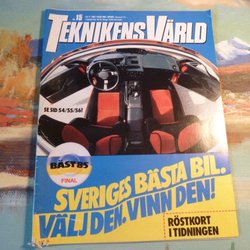 Nr. 15
TEKNIKENS VÄRLD
SE SID 54/55/56!
BÄST 85
FINAL
SVERIGES BÄSTA BIL.
VÄLJ DEN. VINN DEN!
RÖSTKORT
I TIDNINGEN